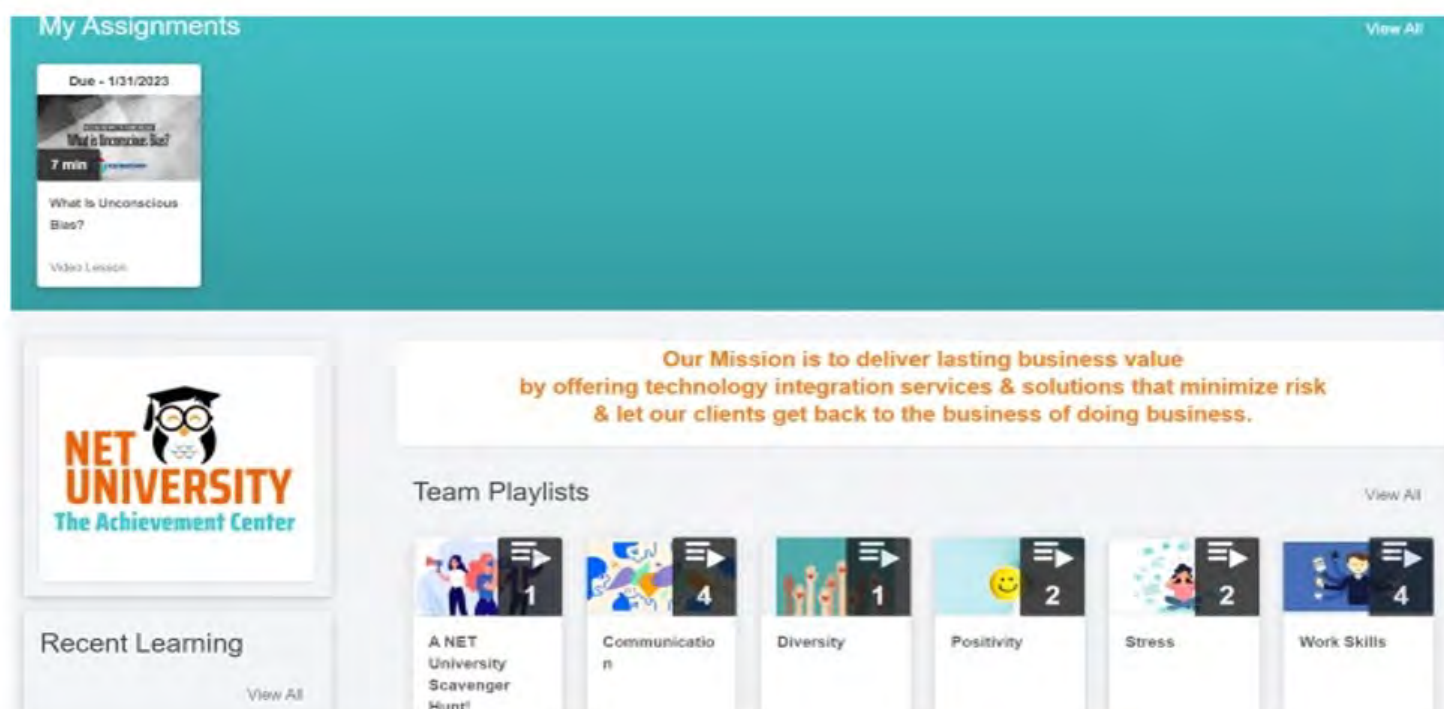 My Assignments
View All
Due - 1/31/2023
What is Unconscious Bias?
7 min
What Is Unconscious
Bias?
Video Lesson
Our Mission is to deliver lasting business value
by offering technology integration services & solutions that minimize risk
& let our clients get back to the business of doing business.
NET
UNIVERSITY
The Achievement Center
Team Playlists
View All
1
4
1
2
2
4
A NET
University
Scavenger
Hunt!
Communicatio
n
Diversity
Positivity
Stress
Work Skills
Recent Learning
View All